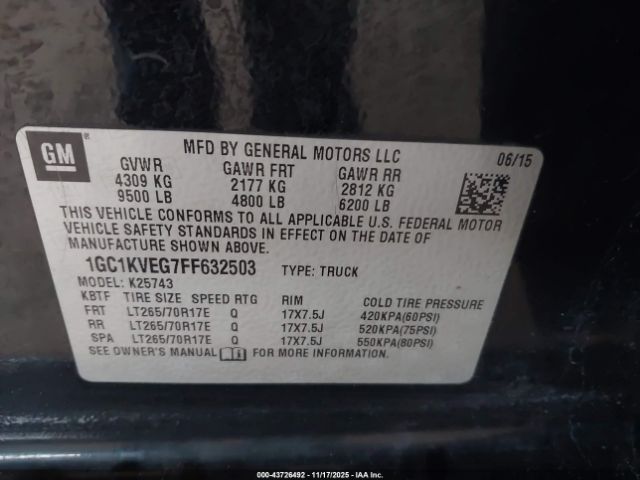 GM ®
MFD BY GENERAL MOTORS LLC 06/15
GVWR GAWR FRT GAWR RR
4309 KG 2177 KG 2812 KG
9500 LB 4800 LB 6200 LB
THIS VEHICLE CONFORMS TO ALL APPLICABLE U.S. FEDERAL MOTOR
VEHICLE SAFETY STANDARDS IN EFFECT ON THE DATE OF
MANUFACTURE SHOWN ABOVE.
1GC1KVEG7FF632503 TYPE: TRUCK
MODEL: K25743
KBTF TIRE SIZE SPEED RTG RIM COLD TIRE PRESSURE
FRT LT265/70R17E Q 17X7.5J 420KPA(60PSI)
RR LT265/70R17E Q 17X7.5J 520KPA(75PSI)
SPA LT265/70R17E Q 17X7.5J 550KPA(80PSI)
SEE OWNER'S MANUAL FOR MORE INFORMATION.
000-43726492 - 11/17/2025 - IAA Inc.